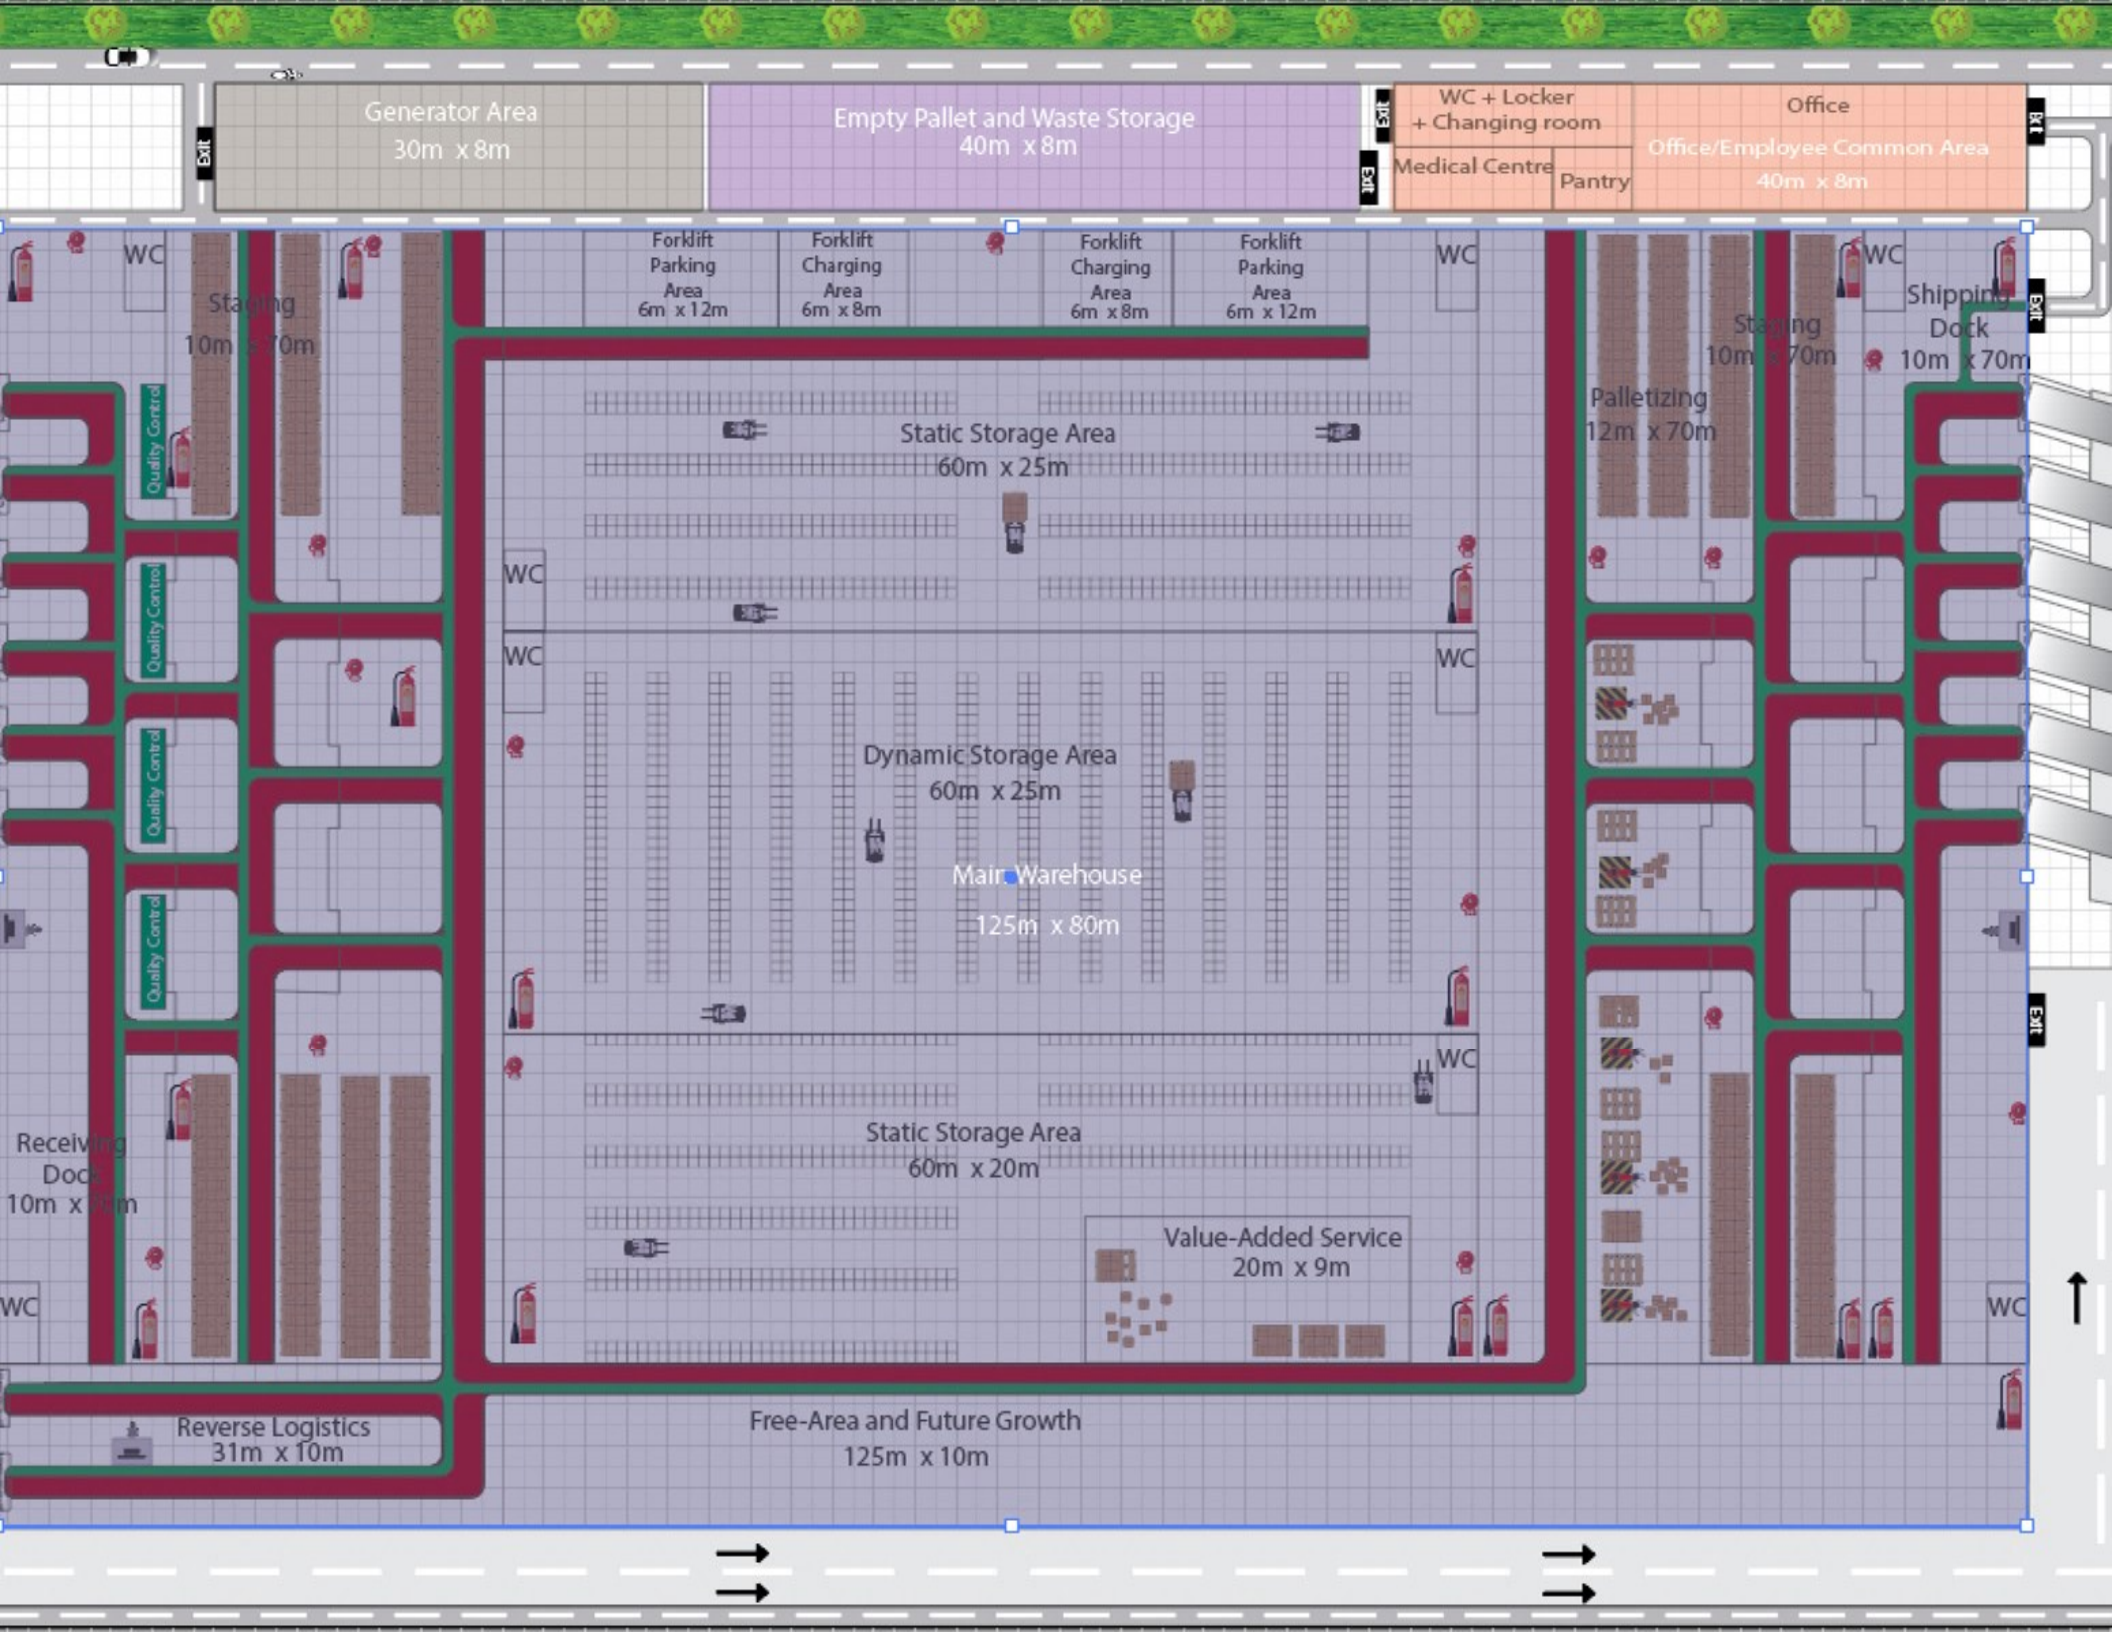 Generator Area
30m x 8m
Empty Pallet and Waste Storage
40m x 8m
WC + Locker
+ Changing room
Medical Centre
Pantry
Office
Office/Employee Common Area
40m x 8m
Exit
Exit
Exit
Exit
Exit
Exit
WC
Staging
10m x 70m
Forklift
Parking
Area
6m x 12m
Forklift
Charging
Area
6m x 8m
Forklift
Charging
Area
6m x 8m
Forklift
Parking
Area
6m x 12m
WC
WC
Shipping
Dock
10m x 70m
Staging
10m x 70m
Palletizing
12m x 70m
Quality Control
Quality Control
Quality Control
Quality Control
Static Storage Area
60m x 25m
WC
WC
WC
Dynamic Storage Area
60m x 25m
Main Warehouse
125m x 80m
WC
Static Storage Area
60m x 20m
Receiving
Dock
10m x 70m
Value-Added Service
20m x 9m
WC
WC
Reverse Logistics
31m x 10m
Free-Area and Future Growth
125m x 10m